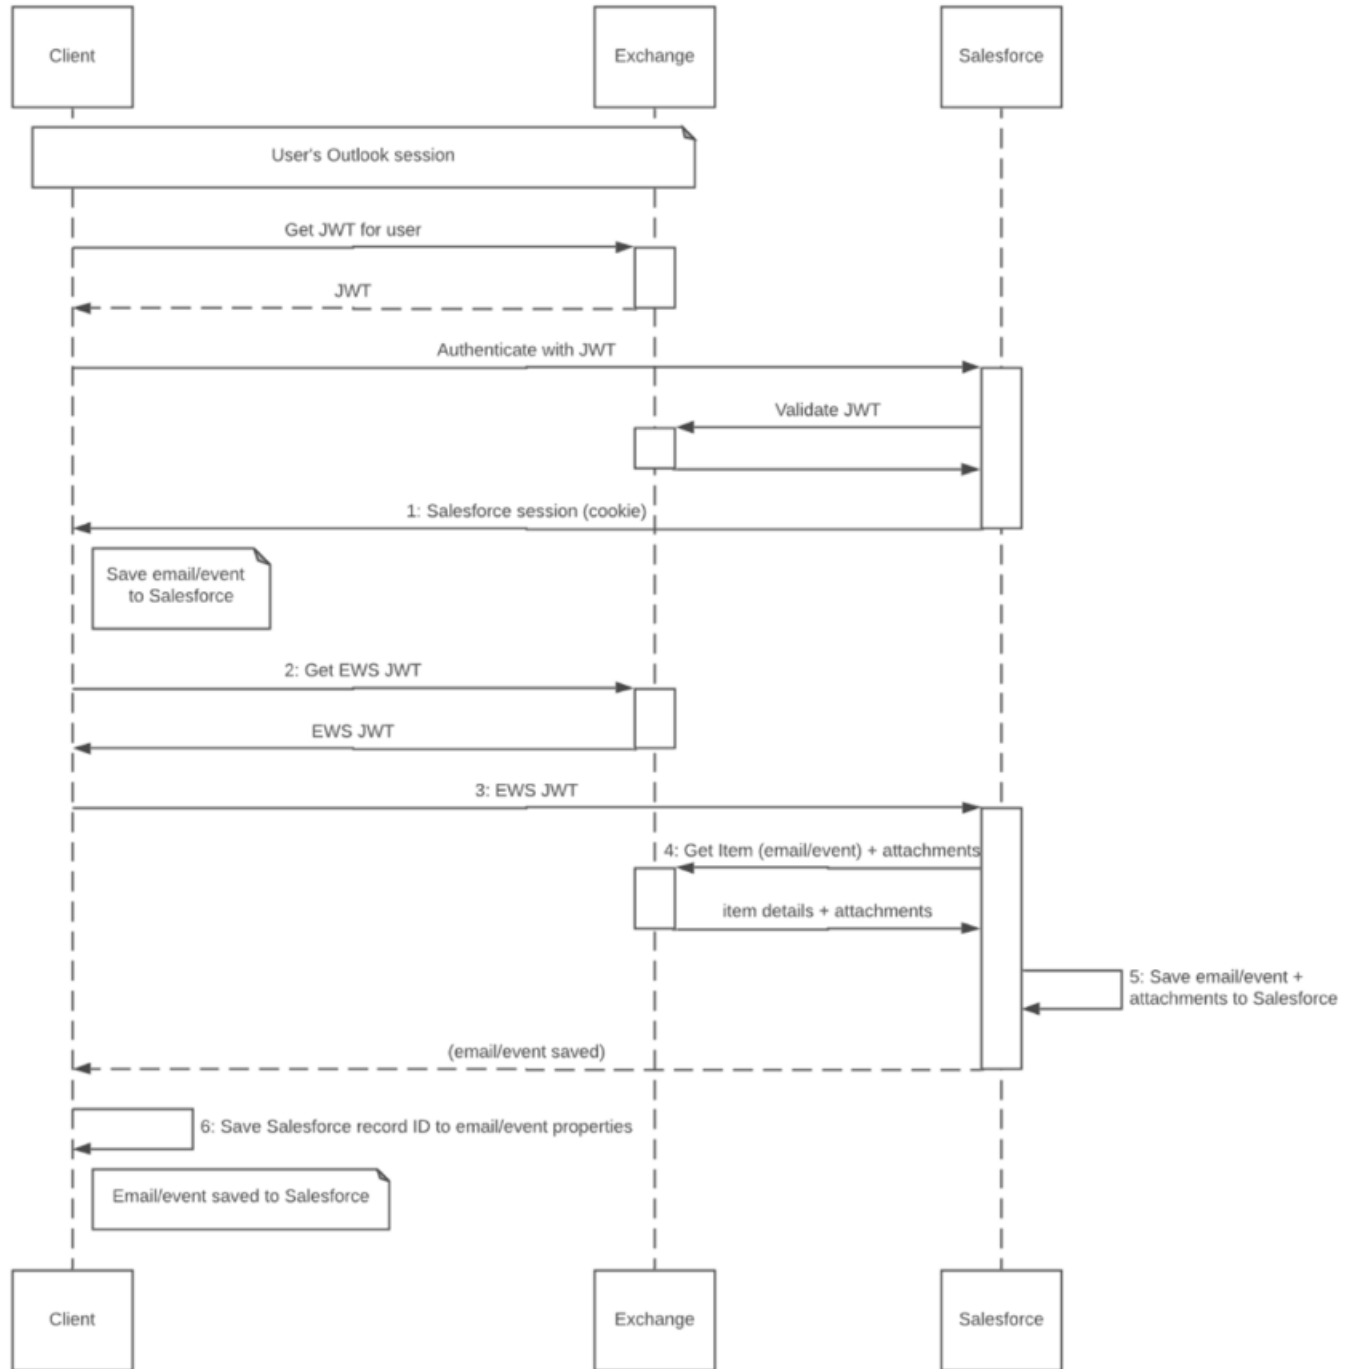 Client
Exchange
Salesforce
User's Outlook session
Get JWT for user
JWT
Authenticate with JWT
Validate JWT
1: Salesforce session (cookie)
Save email/event
to Salesforce
2: Get EWS JWT
EWS JWT
3: EWS JWT
4: Get Item (email/event) + attachments
item details + attachments
5: Save email/event +
attachments to Salesforce
(email/event saved)
6: Save Salesforce record ID to email/event properties
Email/event saved to Salesforce
Client
Exchange
Salesforce